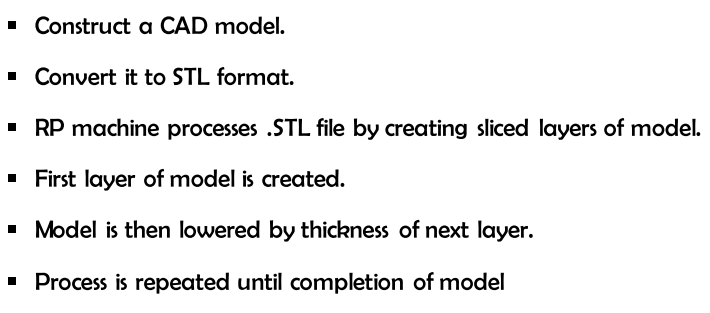 ▪ Construct a CAD model.
▪ Convert it to STL format.
▪ RP machine processes .STL file by creating sliced layers of model.
▪ First layer of model is created.
▪ Model is then lowered by thickness of next layer.
▪ Process is repeated until completion of model